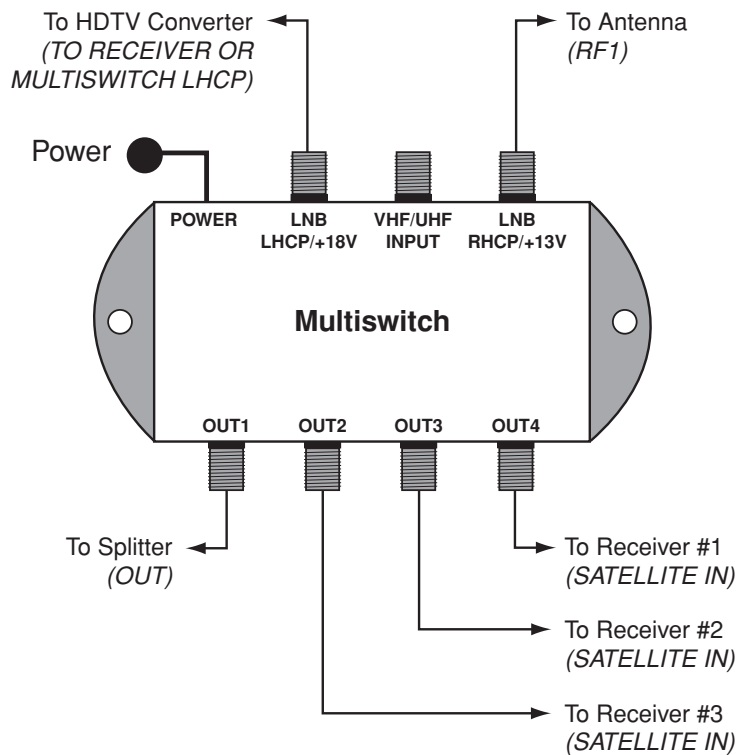 To HDTV Converter
(TO RECEIVER OR
MULTISWITCH LHCP)
To Antenna
(RF1)
Power
POWER
LNB
LHCP/+18V
VHF/UHF
INPUT
LNB
RHCP/+13V
Multiswitch
OUT1
OUT2
OUT3
OUT4
To Splitter
(OUT)
To Receiver #1
(SATELLITE IN)
To Receiver #2
(SATELLITE IN)
To Receiver #3
(SATELLITE IN)